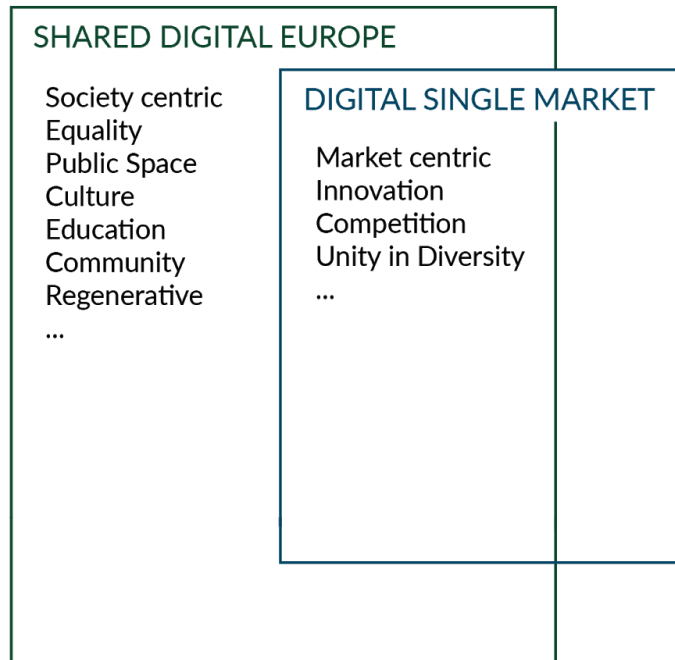 SHARED DIGITAL EUROPE
Society centric
Equality
Public Space
Culture
Education
Community
Regenerative
...
DIGITAL SINGLE MARKET
Market centric
Innovation
Competition
Unity in Diversity
...